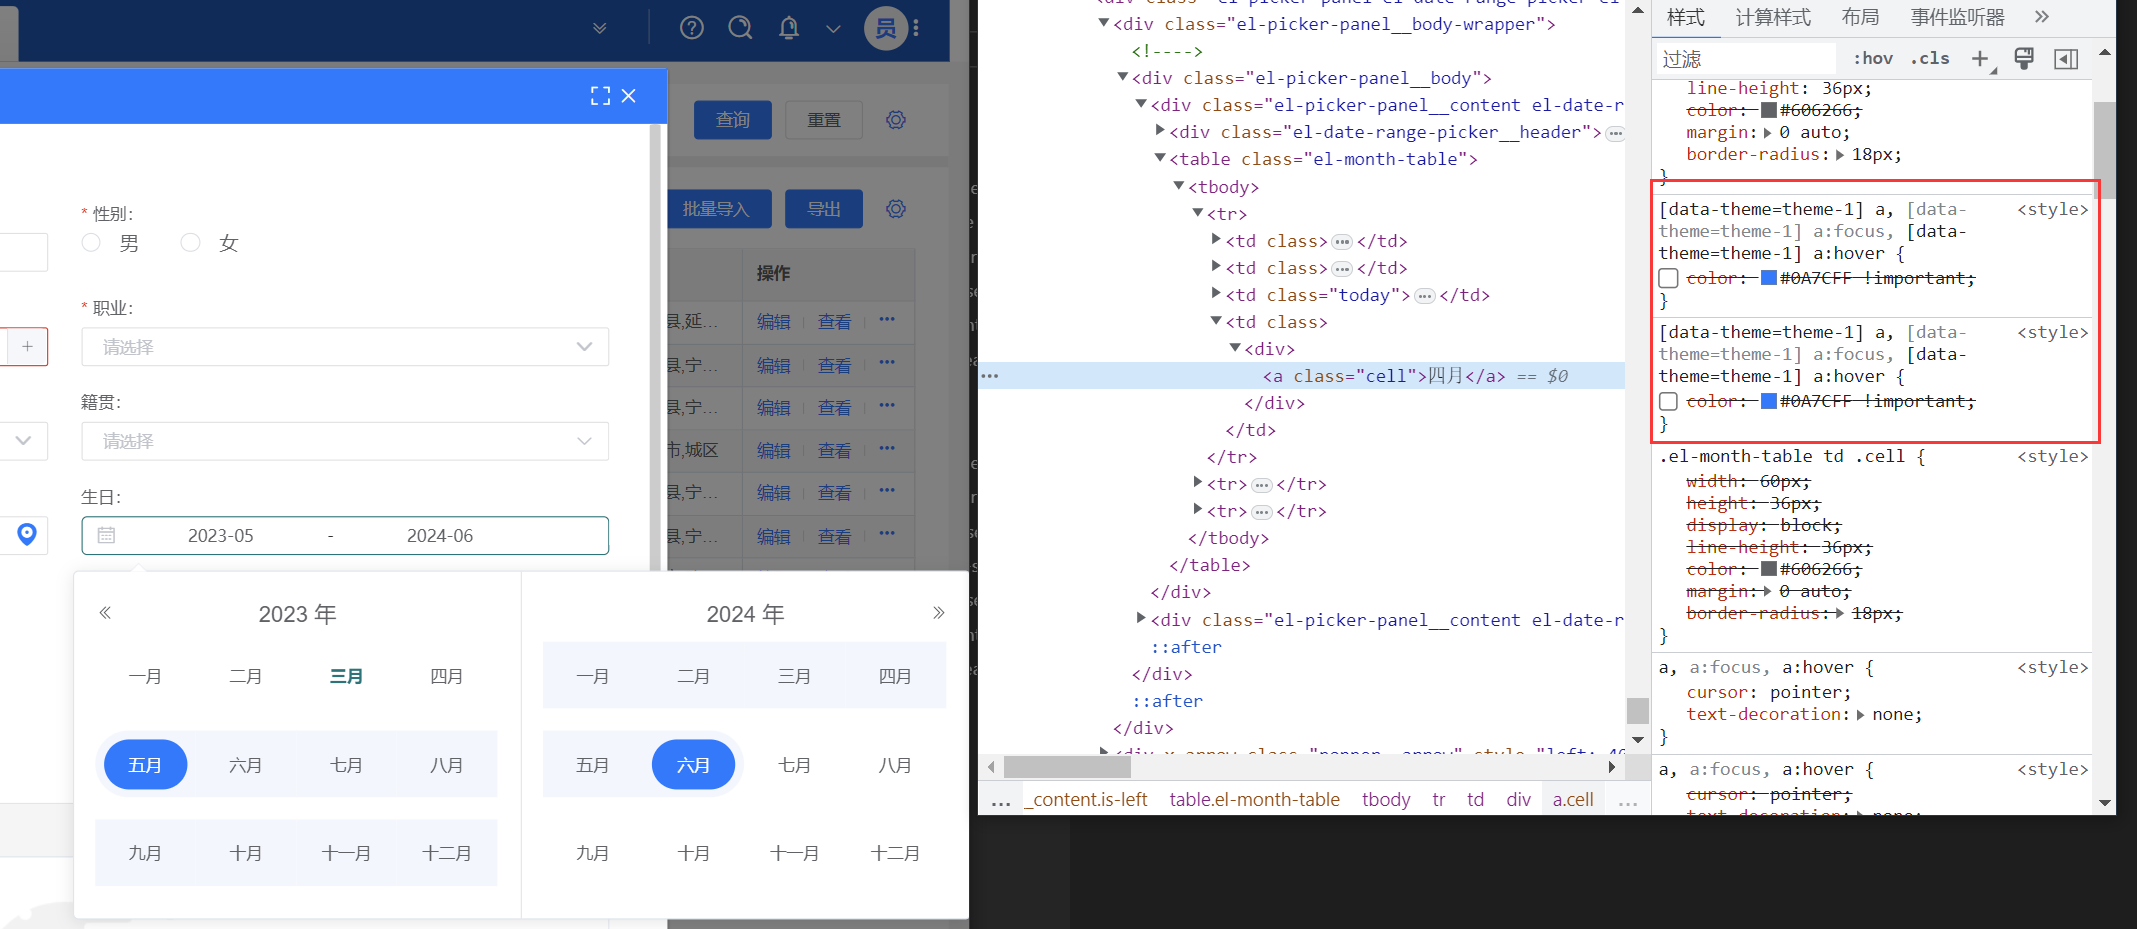 员
查询
重置
* 性别:
男
女
批量导入
导出
操作
* 职业:
请选择
县,延...
编辑
查看
•••
县,宁...
编辑
查看
•••
籍贯:
请选择
县,宁...
编辑
查看
•••
市,城区
编辑
查看
•••
生日:
2023-05
-
2024-06
县,宁...
编辑
查看
•••
县,宁...
编辑
查看
•••
2023 年
一月
二月
三月
四月
五月
六月
七月
八月
九月
十月
十一月
十二月
2024 年
一月
二月
三月
四月
五月
六月
七月
八月
九月
十月
十一月
十二月
<div class="el-picker-panel__body-wrapper">
<!---->
<div class="el-picker-panel__body">
<div class="el-picker-panel__content el-date-r
<div class="el-date-range-picker__header">
<table class="el-month-table">
<tbody>
<tr>
<td class>•••</td>
<td class>•••</td>
<td class="today">•••</td>
<td class>
<div>
<a class="cell">四月</a> == $0
</div>
</td>
</tr>
<tr>•••</tr>
<tr>•••</tr>
</tbody>
</table>
</div>
<div class="el-picker-panel__content el-date-r
::after
</div>
::after
</div>
... _content.is-left table.el-month-table tbody tr td div a.cell ...
样式 计算样式 布局 事件监听器 »
过滤 :hov .cls +
line-height: 36px;
color: #606266;
margin: 0 auto;
border-radius: 18px;
}
[data-theme=theme-1] a, [data- <style>
theme=theme-1] a:focus, [data-
theme=theme-1] a:hover {
color: #0A7CFF !important;
}
[data-theme=theme-1] a, [data- <style>
theme=theme-1] a:focus, [data-
theme=theme-1] a:hover {
color: #0A7CFF !important;
}
.el-month-table td .cell { <style>
width: 60px;
height: 36px;
display: block;
line-height: 36px;
color: #606266;
margin: 0 auto;
border-radius: 18px;
}
a, a:focus, a:hover { <style>
cursor: pointer;
text-decoration: none;
}
a, a:focus, a:hover { <style>
cursor: pointer;